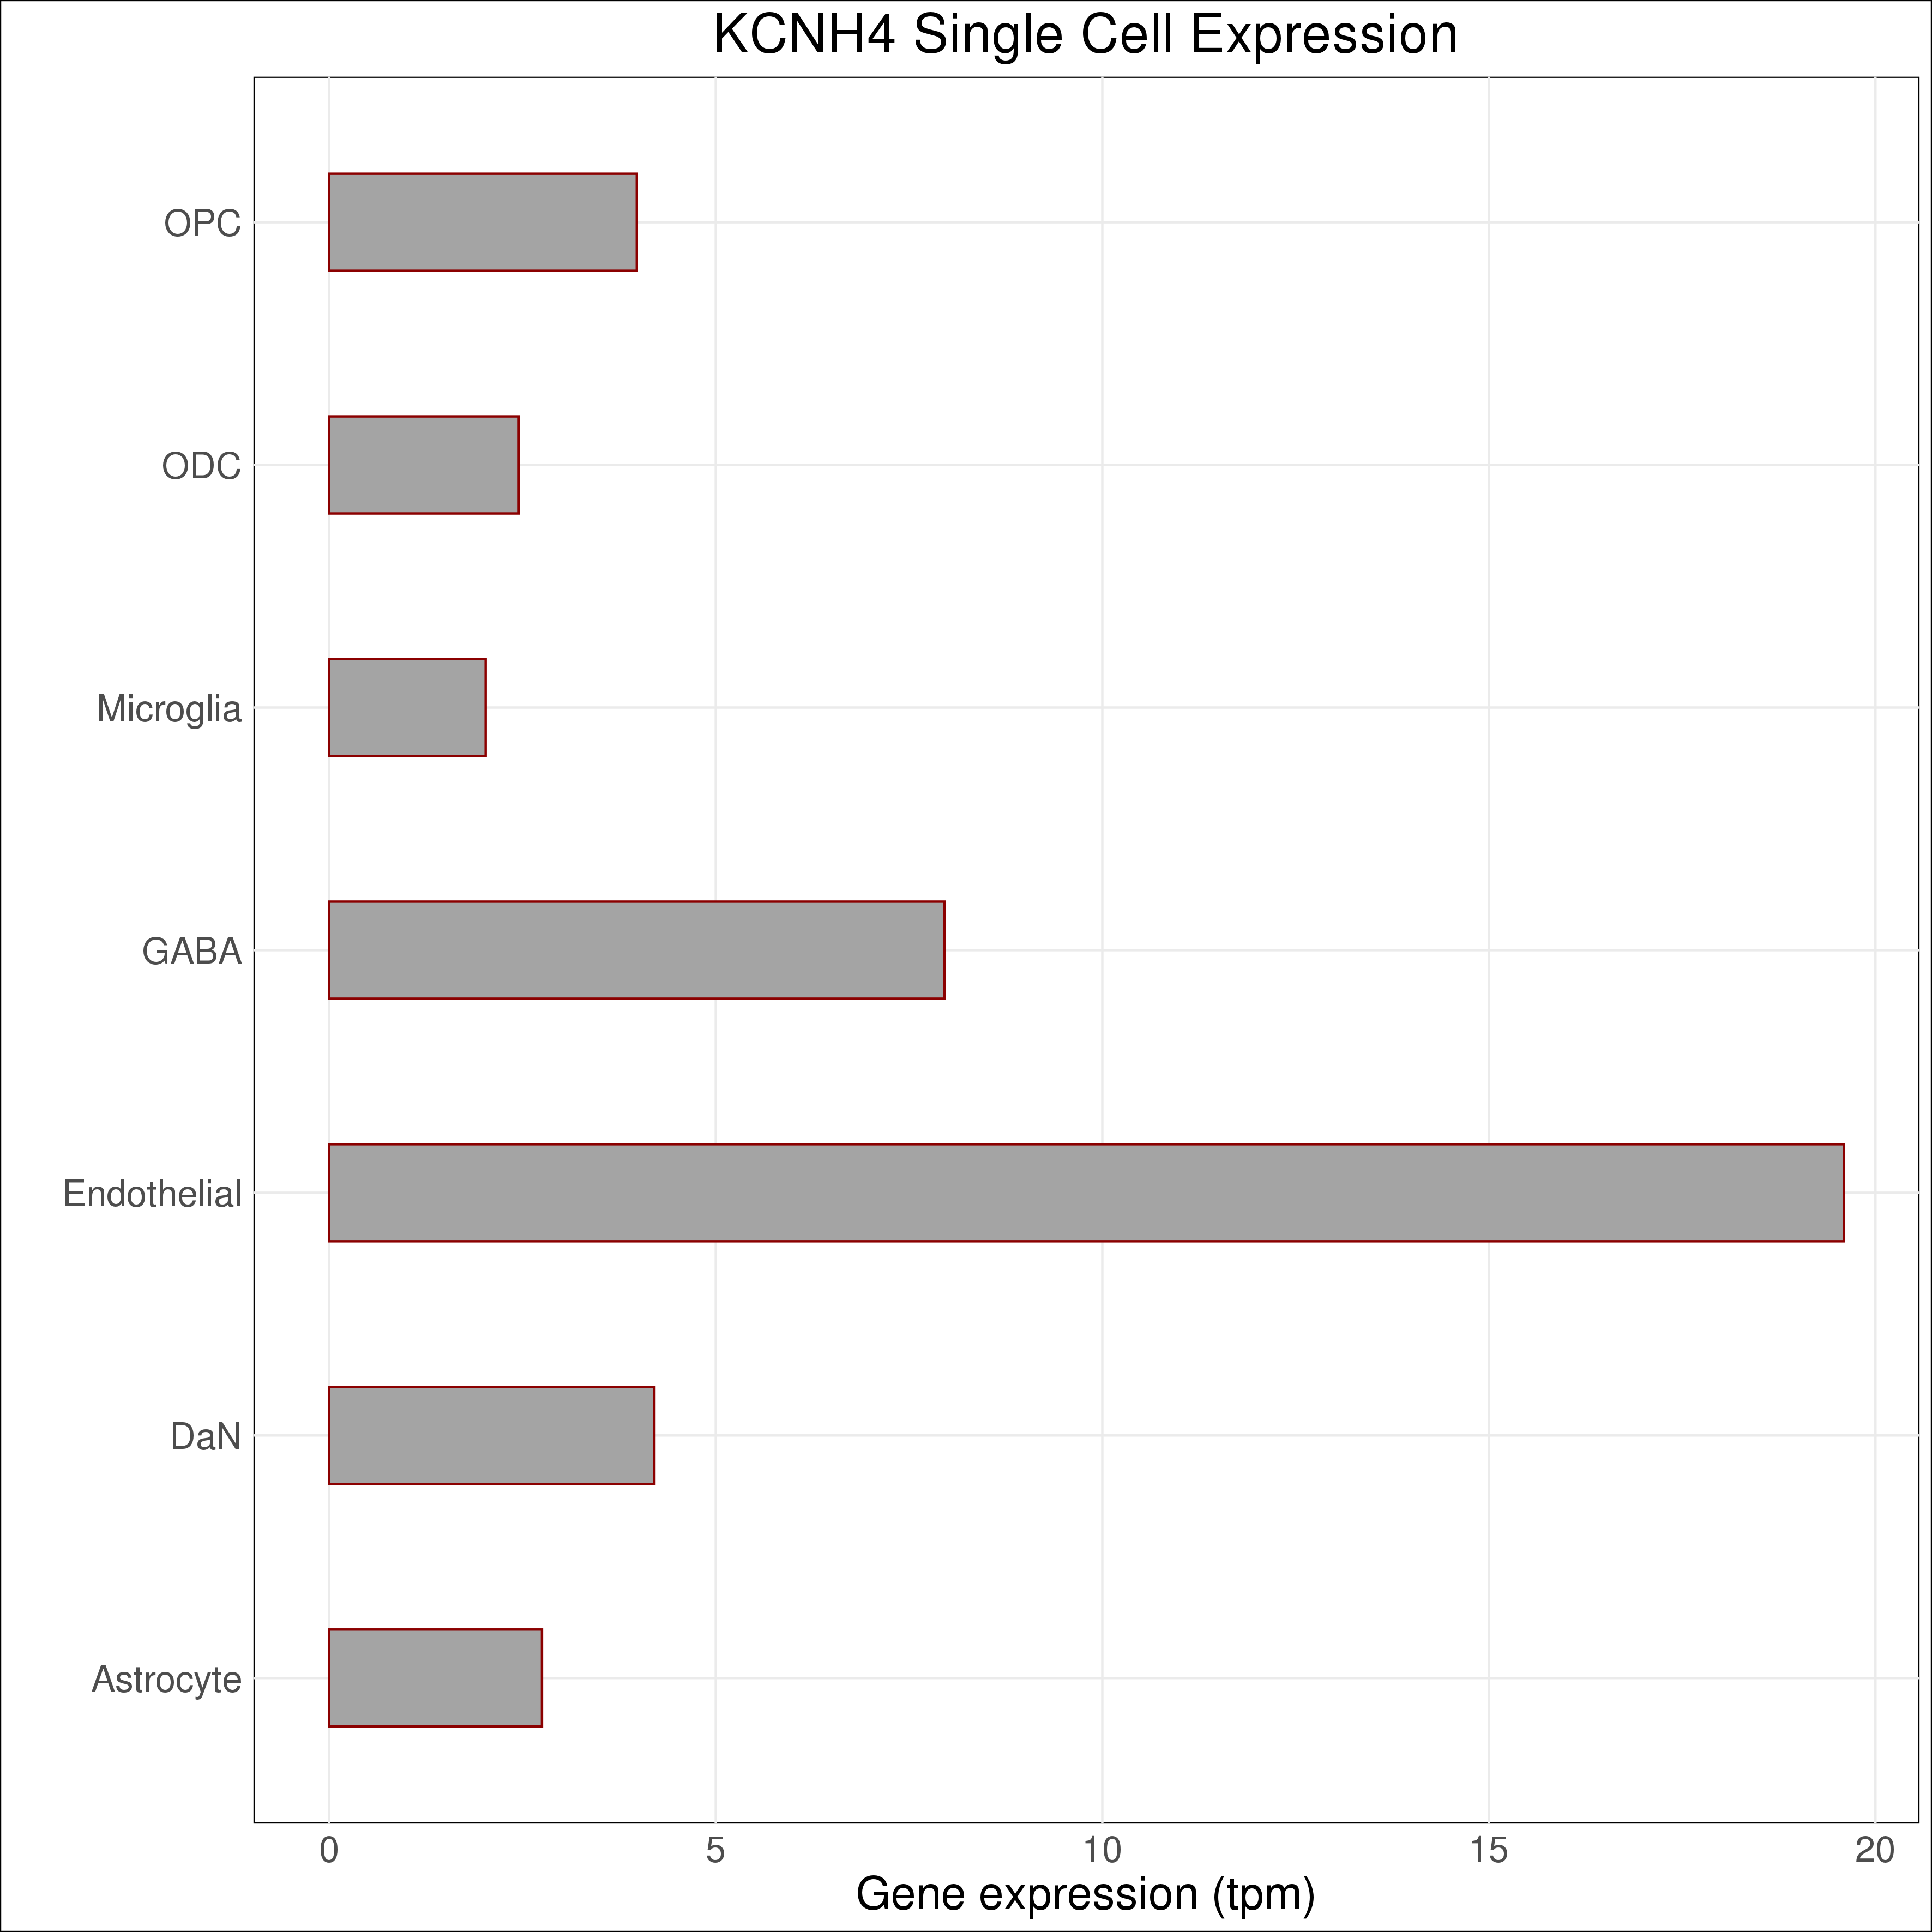 KCNH4 Single Cell Expression
OPC
ODC
Microglia
GABA
Endothelial
DaN
Astrocyte
0 5 10 15 20
Gene expression (tpm)